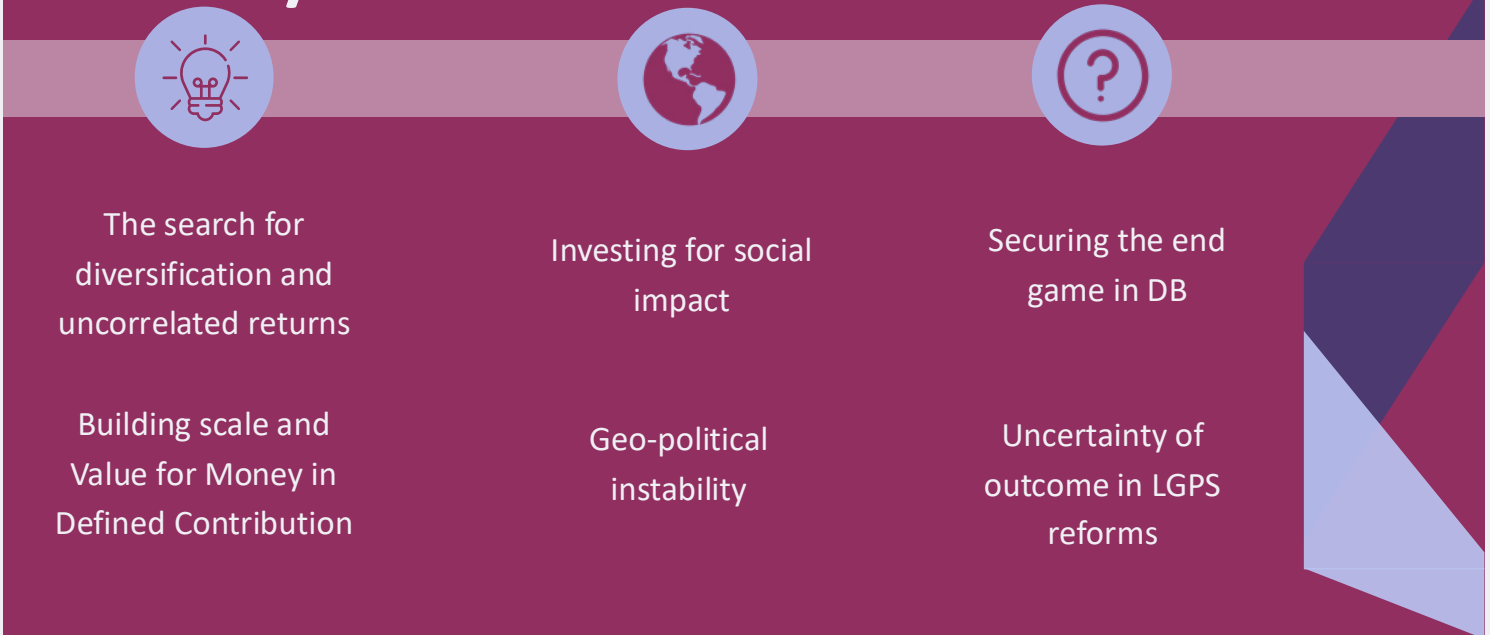 ?
The search for
diversification and
uncorrelated returns
Building scale and
Value for Money in
Defined Contribution
Investing for social
impact
Geo-political
instability
Securing the end
game in DB
Uncertainty of
outcome in LGPS
reforms